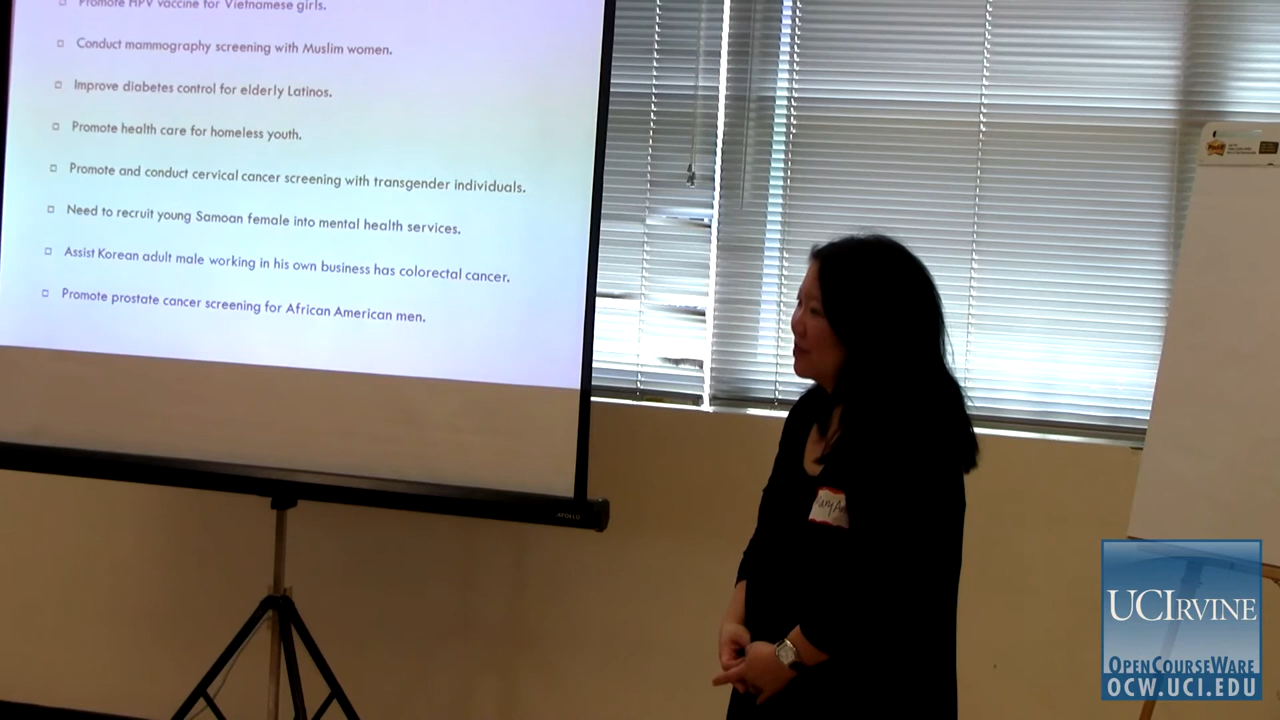 Promote HPV vaccine for Vietnamese girls.
Conduct mammography screening with Muslim women.
Improve diabetes control for elderly Latinos.
Promote health care for homeless youth.
Promote and conduct cervical cancer screening with transgender individuals.
Need to recruit young Samoan female into mental health services.
Assist Korean adult male working in his own business has colorectal cancer.
Promote prostate cancer screening for African American men.
APOLLO
Post-it
UCIRVINE
OPENCOURSEWARE
OCW.UCI.EDU